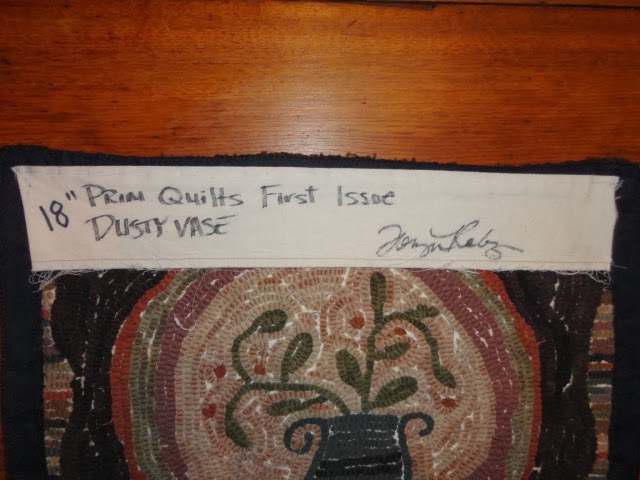 18" Prim Quilts First Issue
Dusty Vase